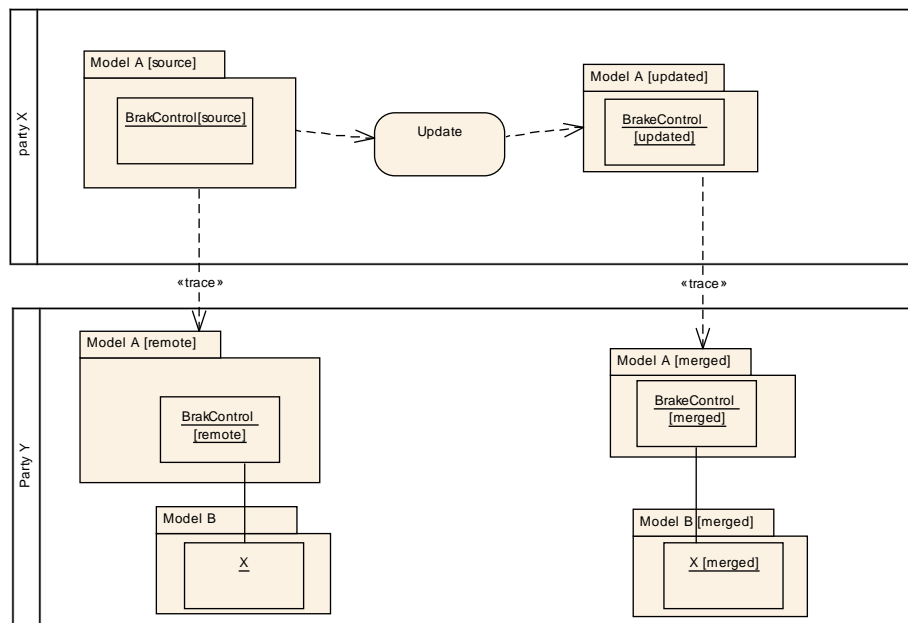 party X
Model A [source]
BrakControl[source]
Update
Model A [updated]
BrakeControl
[updated]
«trace»
«trace»
Party Y
Model A [remote]
BrakControl
[remote]
Model B
X
Model A [merged]
BrakeControl
[merged]
Model B [merged]
X [merged]